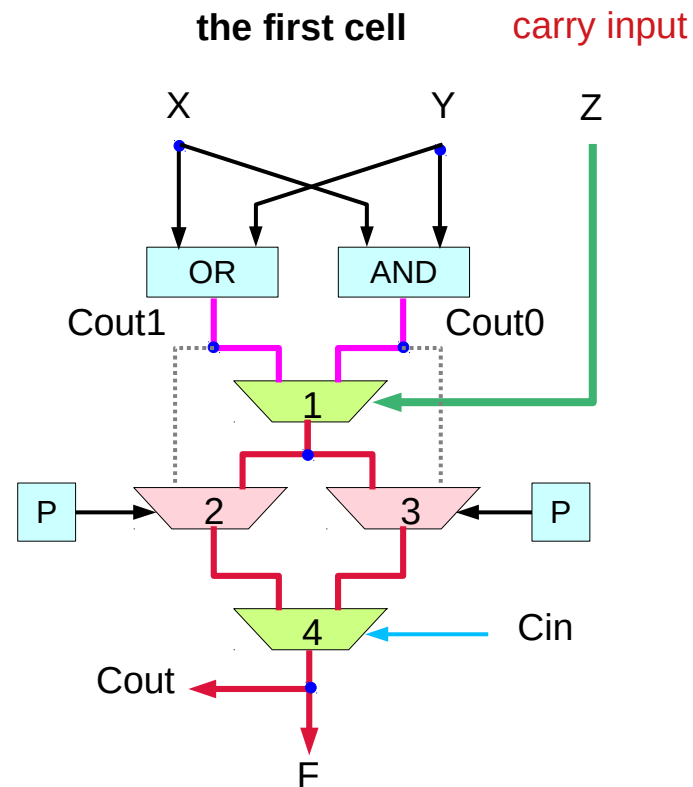 the first cell
carry input
X
Y
Z
OR
AND
Cout1
Cout0
1
P
2
3
P
4
Cin
Cout
F